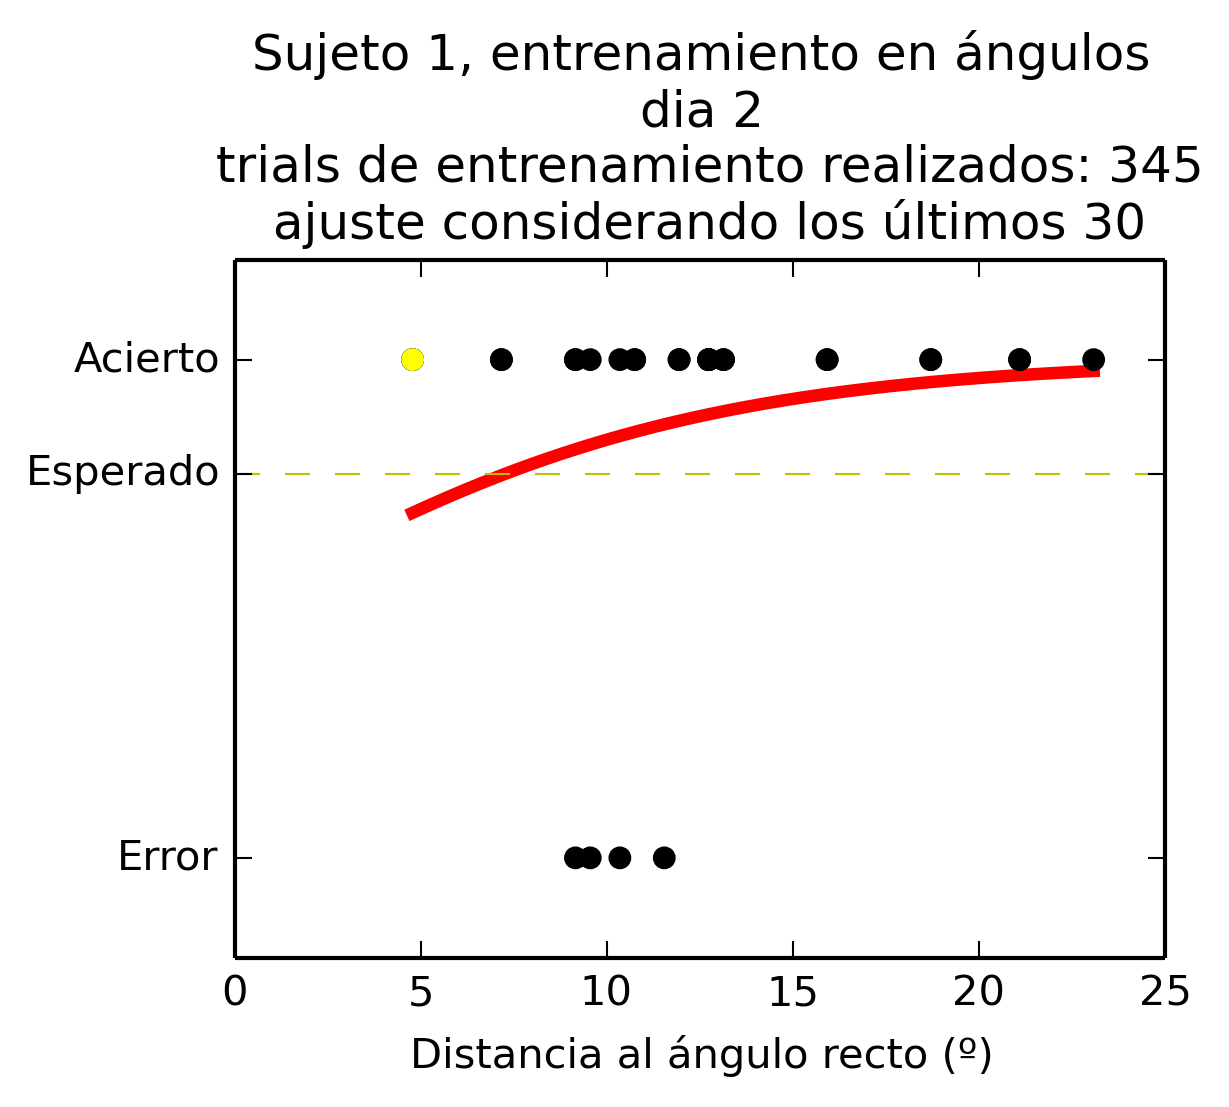 Sujeto 1, entrenamiento en ángulos
dia 2
trials de entrenamiento realizados: 345
ajuste considerando los últimos 30
Acierto
Esperado
Error
0 5 10 15 20 25
Distancia al ángulo recto (º)